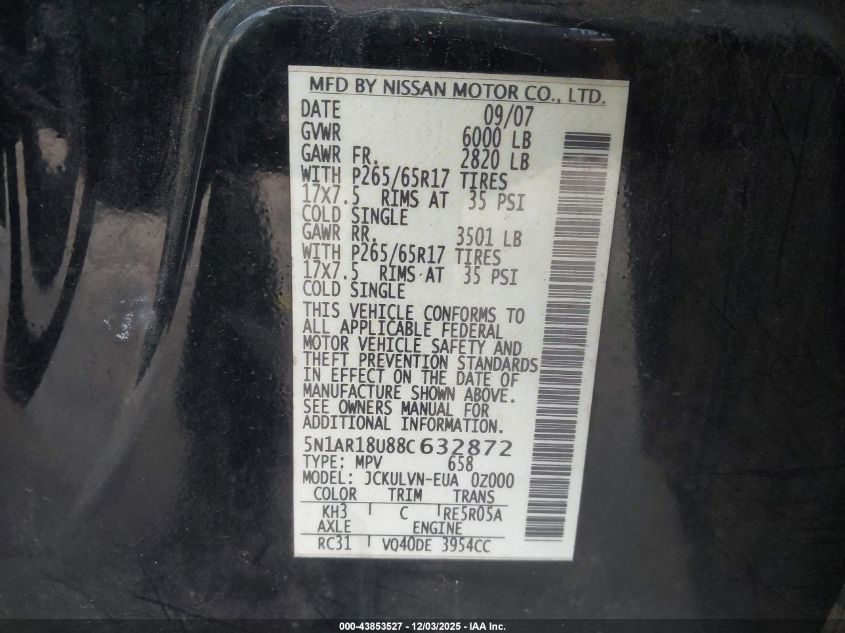 MFD BY NISSAN MOTOR CO., LTD.
DATE 09/07
GVWR 6000 LB
GAWR FR. 2820 LB
WITH P265/65R17 TIRES
17X7.5 RIMS AT 35 PSI
COLD SINGLE
GAWR RR. 3501 LB
WITH P265/65R17 TIRES
17X7.5 RIMS AT 35 PSI
COLD SINGLE
THIS VEHICLE CONFORMS TO
ALL APPLICABLE FEDERAL
MOTOR VEHICLE SAFETY AND
THEFT PREVENTION STANDARDS
IN EFFECT ON THE DATE OF
MANUFACTURE SHOWN ABOVE.
SEE OWNERS MANUAL FOR
ADDITIONAL INFORMATION.
5N1AR18U88C632872
TYPE: MPV 658
MODEL: JCKULVN-EUA 0Z000
COLOR TRIM TRANS
KH3 C RE5R05A
AXLE ENGINE
RC31 VQ40DE 3954CC
000-43853527 - 12/03/2025 - IAA Inc.